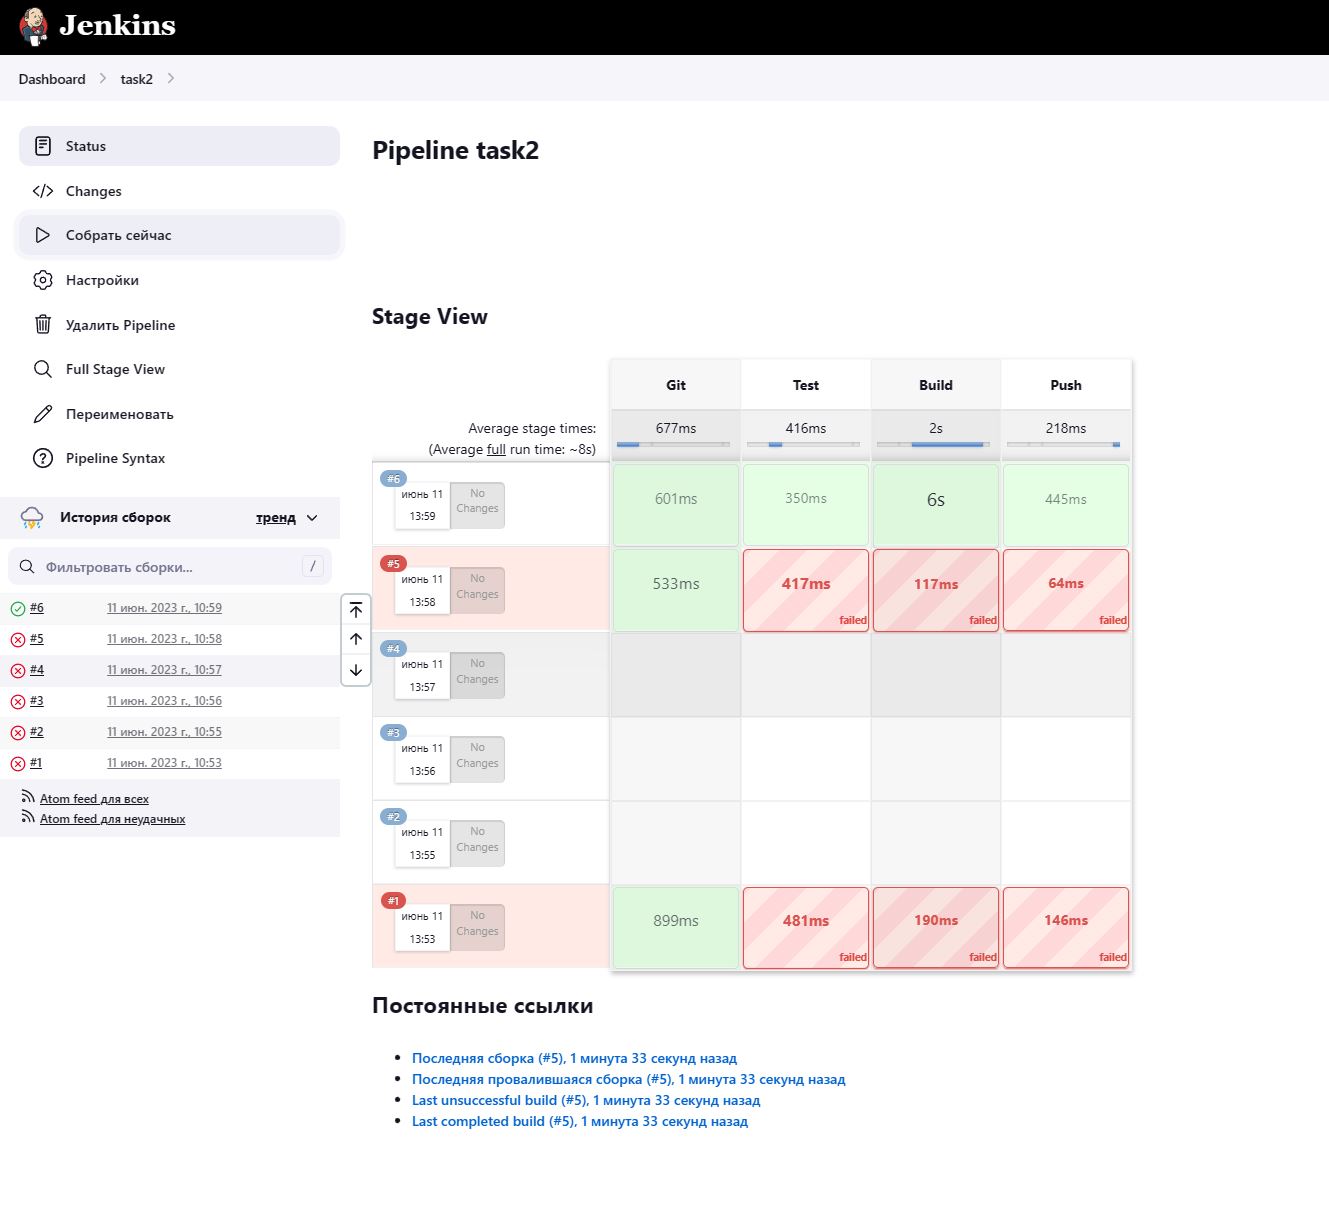 Jenkins
Dashboard
task2
Status
Changes
Собрать сейчас
Настройки
Удалить Pipeline
Full Stage View
Переименовать
Pipeline Syntax
История сборок тренд
Фильтровать сборки... /
#6 11 июн. 2023 г., 10:59
#5 11 июн. 2023 г., 10:58
#4 11 июн. 2023 г., 10:57
#3 11 июн. 2023 г., 10:56
#2 11 июн. 2023 г., 10:55
#1 11 июн. 2023 г., 10:53
Atom feed для всех
Atom feed для неудачных
Pipeline task2
Stage View
Git Test Build Push
Average stage times: 677ms 416ms 2s 218ms
(Average full run time: ~8s)
#6
июнь 11 No
13:59 Changes
601ms 350ms 6s 445ms
#5
июнь 11 No
13:58 Changes
533ms 417ms 117ms 64ms
failed failed failed
#4
июнь 11 No
13:57 Changes
#3
июнь 11 No
13:56 Changes
#2
июнь 11 No
13:55 Changes
#1
июнь 11 No
13:53 Changes
899ms 481ms 190ms 146ms
failed failed failed
Постоянные ссылки
Последняя сборка (#5), 1 минута 33 секунд назад
Последняя провалившаяся сборка (#5), 1 минута 33 секунд назад
Last unsuccessful build (#5), 1 минута 33 секунд назад
Last completed build (#5), 1 минута 33 секунд назад